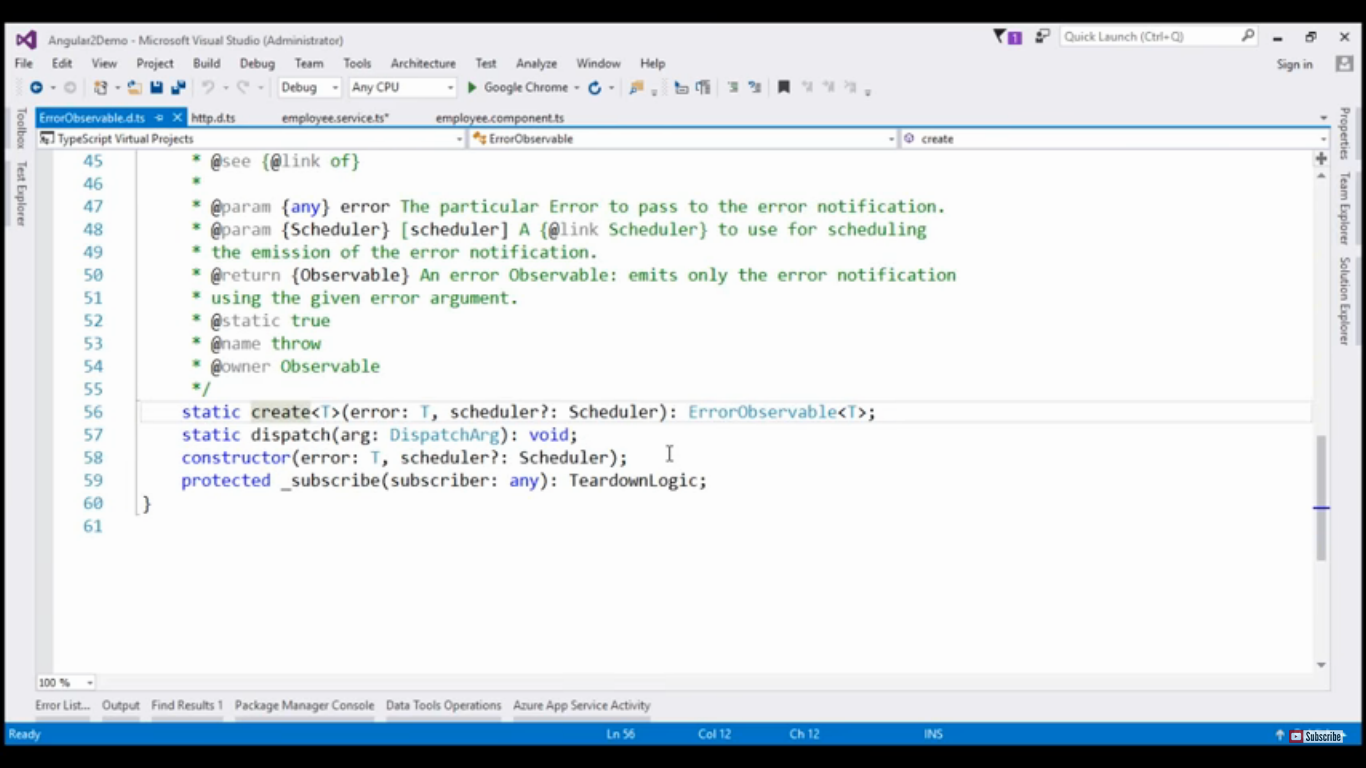 Angular2Demo - Microsoft Visual Studio (Administrator)
1
Quick Launch (Ctrl+Q)
File Edit View Project Build Debug Team Tools Architecture Test Analyze Window Help
Sign in
Debug Any CPU Google Chrome
ErrorObservable.d.ts http.d.ts employee.service.ts* employee.component.ts
TypeScript Virtual Projects ErrorObservable create
Toolbox
Test Explorer
Properties
Team Explorer
Solution Explorer
45 * @see {@link of}
46 *
47 * @param {any} error The particular Error to pass to the error notification.
48 * @param {Scheduler} [scheduler] A {@link Scheduler} to use for scheduling
49 * the emission of the error notification.
50 * @return {Observable} An error Observable: emits only the error notification
51 * using the given error argument.
52 * @static true
53 * @name throw
54 * @owner Observable
55 */
56 static create<T>(error: T, scheduler?: Scheduler): ErrorObservable<T>;
57 static dispatch(arg: DispatchArg): void;
58 constructor(error: T, scheduler?: Scheduler);
59 protected _subscribe(subscriber: any): TeardownLogic;
60 }
61
100 %
Error List... Output Find Results 1 Package Manager Console Data Tools Operations Azure App Service Activity
Ready Ln 56 Col 12 Ch 12 INS
Subscribe